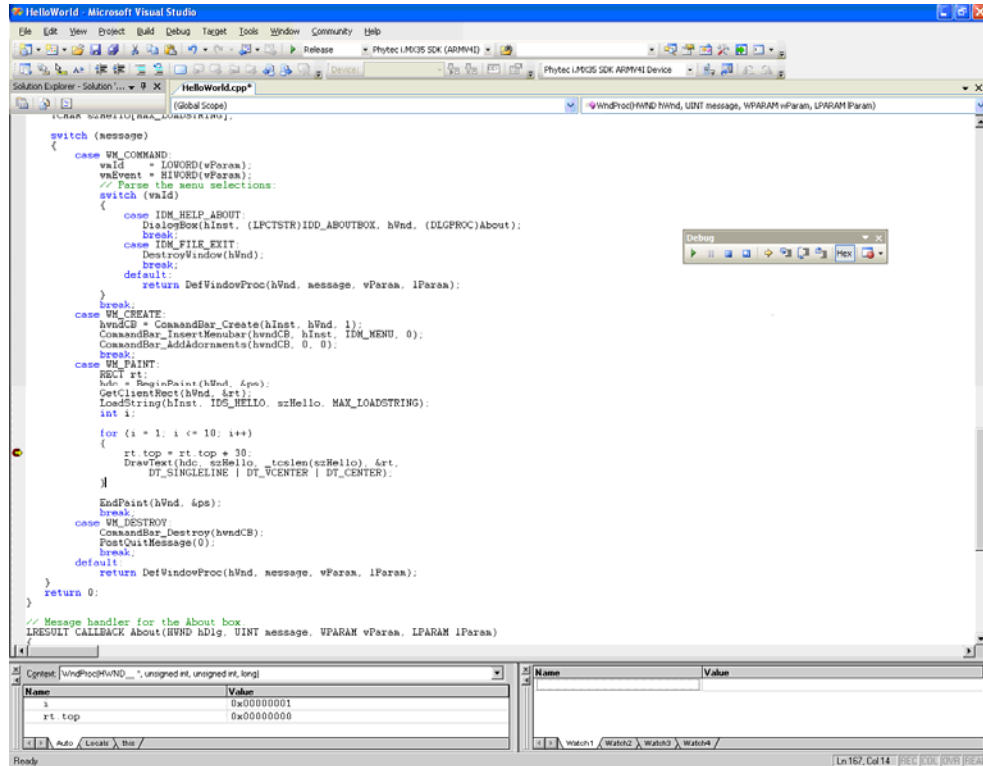 HelloWorld - Microsoft Visual Studio
File Edit View Project Build Debug Target Tools Window Community Help
Release Phytec i.MX35 SDK (ARMV4I)
Device: Phytec i.MX35 SDK ARMV4I Device
Solution Explorer - Solution '... HelloWorld.cpp*
(Global Scope) WndProc(HWND hWnd, UINT message, WPARAM wParam, LPARAM lParam)
TCHAR szHello[MAX_LOADSTRING];
switch (message)
{
case WM_COMMAND:
wmId = LOWORD(wParam);
wmEvent = HIWORD(wParam);
// Parse the menu selections:
switch (wmId)
{
case IDM_HELP_ABOUT:
DialogBox(hInst, (LPCTSTR)IDD_ABOUTBOX, hWnd, (DLGPROC)About);
break;
case IDM_FILE_EXIT:
DestroyWindow(hWnd);
break;
default:
return DefWindowProc(hWnd, message, wParam, lParam);
}
break;
case WM_CREATE:
hwndCB = CommandBar_Create(hInst, hWnd, 1);
CommandBar_InsertMenubar(hwndCB, hInst, IDM_MENU, 0);
CommandBar_AddAdornments(hwndCB, 0, 0);
break;
case WM_PAINT:
RECT rt;
hdc = BeginPaint(hWnd, &ps);
GetClientRect(hWnd, &rt);
LoadString(hInst, IDS_HELLO, szHello, MAX_LOADSTRING);
int i;
for (i = 1; i <= 10; i++)
{
rt.top = rt.top + 30;
DrawText(hdc, szHello, _tcslen(szHello), &rt,
DT_SINGLELINE | DT_VCENTER | DT_CENTER);
}
EndPaint(hWnd, &ps);
break;
case WM_DESTROY:
CommandBar_Destroy(hwndCB);
PostQuitMessage(0);
break;
default:
return DefWindowProc(hWnd, message, wParam, lParam);
}
return 0;
}
// Mesage handler for the About box.
LRESULT CALLBACK About(HWND hDlg, UINT message, WPARAM wParam, LPARAM lParam)
{
Debug
Hex
Context: WndProc(HWND__ *, unsigned int, unsigned int, long)
Name Value
i 0x00000001
rt.top 0x00000000
Auto Locals this
Name Value
Watch1 Watch2 Watch3 Watch4
Ready Ln 167, Col 14 REC COL OVR READ